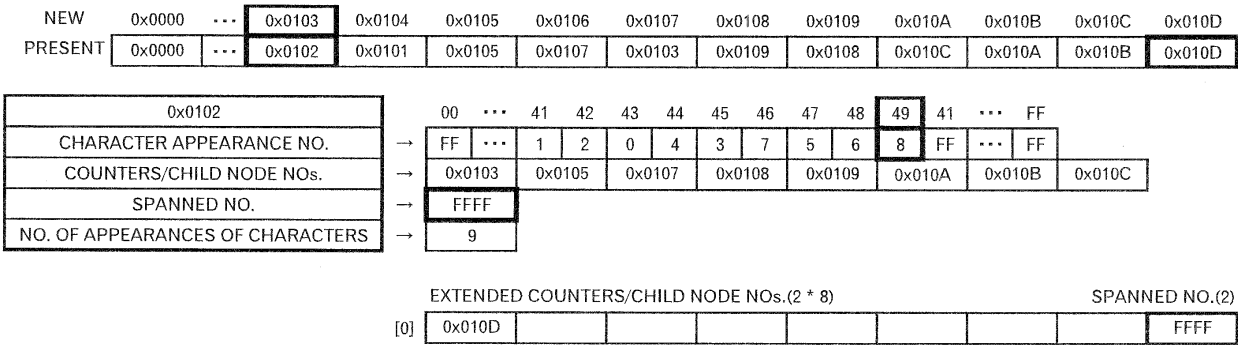 NEW 0x0000 ··· 0x0103 0x0104 0x0105 0x0106 0x0107 0x0108 0x0109 0x010A 0x010B 0x010C 0x010D
PRESENT 0x0000 ··· 0x0102 0x0101 0x0105 0x0107 0x0103 0x0109 0x0108 0x010C 0x010A 0x010B 0x010D
0x0102 00 ··· 41 42 43 44 45 46 47 48 49 41 ··· FF
CHARACTER APPEARANCE NO. → FF ··· 1 2 0 4 3 7 5 6 8 FF ··· FF
COUNTERS/CHILD NODE NOs. → 0x0103 0x0105 0x0107 0x0108 0x0109 0x010A 0x010B 0x010C
SPANNED NO. → FFFF
NO. OF APPEARANCES OF CHARACTERS → 9
EXTENDED COUNTERS/CHILD NODE NOs.(2 * 8) SPANNED NO.(2)
[0] 0x010D FFFF